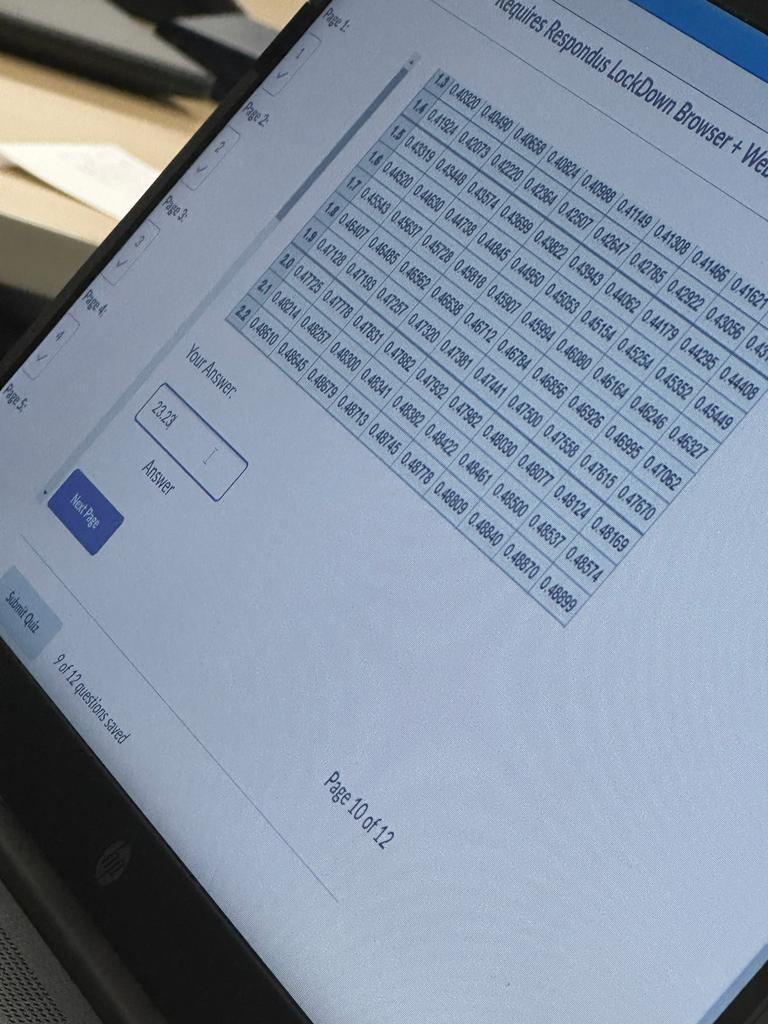 Requires Respondus LockDown Browser + We
Page 1:
1
Page 2:
2
Page 3:
3
Page 4:
4
Page 5:
1.3 0.40320 0.40490 0.40658 0.40824 0.40988 0.41149 0.41308 0.41466 0.41621
1.4 0.41924 0.42073 0.42220 0.42364 0.42507 0.42647 0.42785 0.42922 0.43056
1.5 0.43319 0.43448 0.43574 0.43699 0.43822 0.43943 0.44062 0.44179 0.44295 0.44408
1.6 0.44520 0.44630 0.44738 0.44845 0.44950 0.45053 0.45154 0.45254 0.45352 0.45449
1.7 0.45543 0.45637 0.45728 0.45818 0.45907 0.45994 0.46080 0.46164 0.46246 0.46327
1.8 0.46407 0.46485 0.46562 0.46638 0.46712 0.46784 0.46856 0.46926 0.46995 0.47062
1.9 0.47128 0.47193 0.47257 0.47320 0.47381 0.47441 0.47500 0.47558 0.47615 0.47670
2.0 0.47725 0.47778 0.47831 0.47882 0.47932 0.47982 0.48030 0.48077 0.48124 0.48169
2.1 0.48214 0.48257 0.48300 0.48341 0.48382 0.48422 0.48461 0.48500 0.48537 0.48574
2.2 0.48610 0.48645 0.48679 0.48713 0.48745 0.48778 0.48809 0.48840 0.48870 0.48899
Your Answer:
23.23
Answer
Next Page
Page 10 of 12
Submit Quiz
9 of 12 questions saved
hp